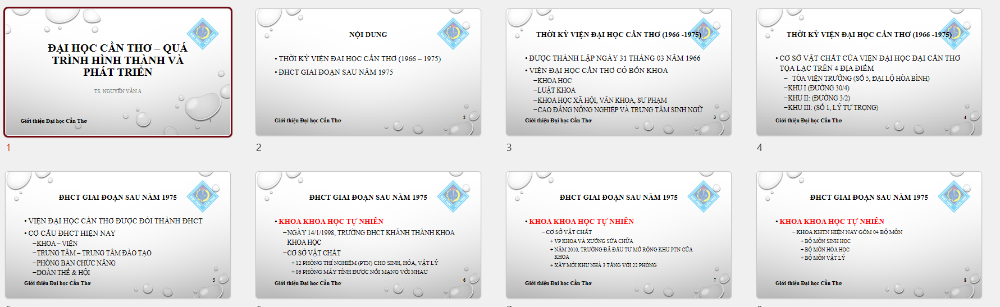 ĐẠI HỌC CẦN THƠ – QUÁ
TRÌNH HÌNH THÀNH VÀ
PHÁT TRIỂN
TS. NGUYỄN VĂN A
Giới thiệu Đại học Cần Thơ
1
1
NỘI DUNG
• THỜI KỲ VIỆN ĐẠI HỌC CẦN THƠ (1966 – 1975)
• ĐHCT GIAI ĐOẠN SAU NĂM 1975
Giới thiệu Đại học Cần Thơ
2
2
THỜI KỲ VIỆN ĐẠI HỌC CẦN THƠ (1966 -1975)
• ĐƯỢC THÀNH LẬP NGÀY 31 THÁNG 03 NĂM 1966
• VIỆN ĐẠI HỌC CẦN THƠ CÓ BỐN KHOA
–KHOA HỌC
–LUẬT KHOA
–KHOA HỌC XÃ HỘI, VĂN KHOA, SƯ PHẠM
–CAO ĐẲNG NÔNG NGHIỆP VÀ TRUNG TÂM SINH NGỮ
Giới thiệu Đại học Cần Thơ
3
3
THỜI KỲ VIỆN ĐẠI HỌC CẦN THƠ (1966 -1975)
• CƠ SỞ VẬT CHẤT CỦA VIỆN ĐẠI HỌC ĐẠI CẦN THƠ
TỌA LẠC TRÊN 4 ĐỊA ĐIỂM
– TÒA VIỆN TRƯỞNG (SỐ 5, ĐẠI LỘ HÒA BÌNH)
–KHU I (ĐƯỜNG 30/4)
–KHU II: (ĐƯỜNG 3/2)
–KHU III: (SỐ 1, LÝ TỰ TRỌNG)
Giới thiệu Đại học Cần Thơ
4
4
ĐHCT GIAI ĐOẠN SAU NĂM 1975
• VIỆN ĐẠI HỌC CẦN THƠ ĐƯỢC ĐỔI THÀNH ĐHCT
• CƠ CẤU ĐHCT HIỆN NAY
–KHOA – VIỆN
–TRUNG TÂM – TRUNG TÂM ĐÀO TẠO
–PHÒNG BAN CHỨC NĂNG
–ĐOÀN THỂ & HỘI
Giới thiệu Đại học Cần Thơ
5
ĐHCT GIAI ĐOẠN SAU NĂM 1975
• KHOA KHOA HỌC TỰ NHIÊN
–NGÀY 14/1/1998, TRƯỜNG ĐHCT KHÁNH THÀNH KHOA
KHOA HỌC
–CƠ SỞ VẬT CHẤT
+ 12 PHÒNG THÍ NGHIỆM (PTN) CHO SINH, HÓA, VẬT LÝ
+ 06 PHÒNG MÁY TÍNH ĐƯỢC NỐI MẠNG VỚI NHAU
Giới thiệu Đại học Cần Thơ
6
ĐHCT GIAI ĐOẠN SAU NĂM 1975
• KHOA KHOA HỌC TỰ NHIÊN
– CƠ SỞ VẬT CHẤT
+ VP KHOA VÀ XƯỞNG SỬA CHỮA
+ NĂM 2010, TRƯỜNG ĐÃ ĐẦU TƯ MỞ RỘNG KHU PTN CỦA
KHOA
+ XÂY MỚI KHU NHÀ 3 TẦNG VỚI 22 PHÒNG
Giới thiệu Đại học Cần Thơ
7
ĐHCT GIAI ĐOẠN SAU NĂM 1975
• KHOA KHOA HỌC TỰ NHIÊN
– KHOA KHTN HIỆN NAY GỒM 04 BỘ MÔN
+ BỘ MÔN SINH HỌC
+ BỘ MÔN HÓA HỌC
+ BỘ MÔN VẬT LÝ
Giới thiệu Đại học Cần Thơ
8